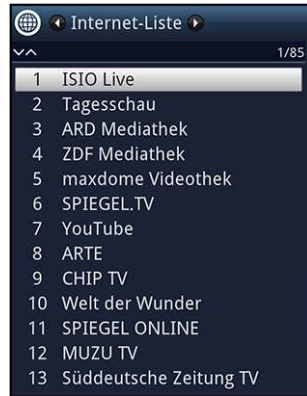 Internet-Liste
1/85
1 ISIO Live
2 Tagesschau
3 ARD Mediathek
4 ZDF Mediathek
5 maxdome Videothek
6 SPIEGEL.TV
7 YouTube
8 ARTE
9 CHIP TV
10 Welt der Wunder
11 SPIEGEL ONLINE
12 MUZU TV
13 Süddeutsche Zeitung TV